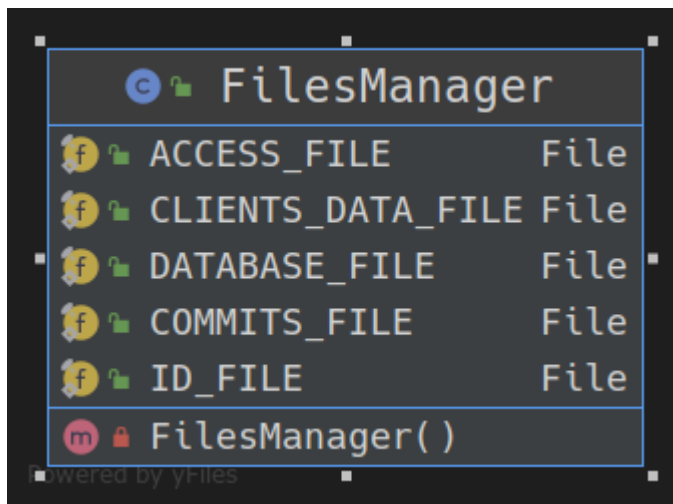 FilesManager
ACCESS_FILE File
CLIENTS_DATA_FILE File
DATABASE_FILE File
COMMITS_FILE File
ID_FILE File
FilesManager()
Powered by yFiles